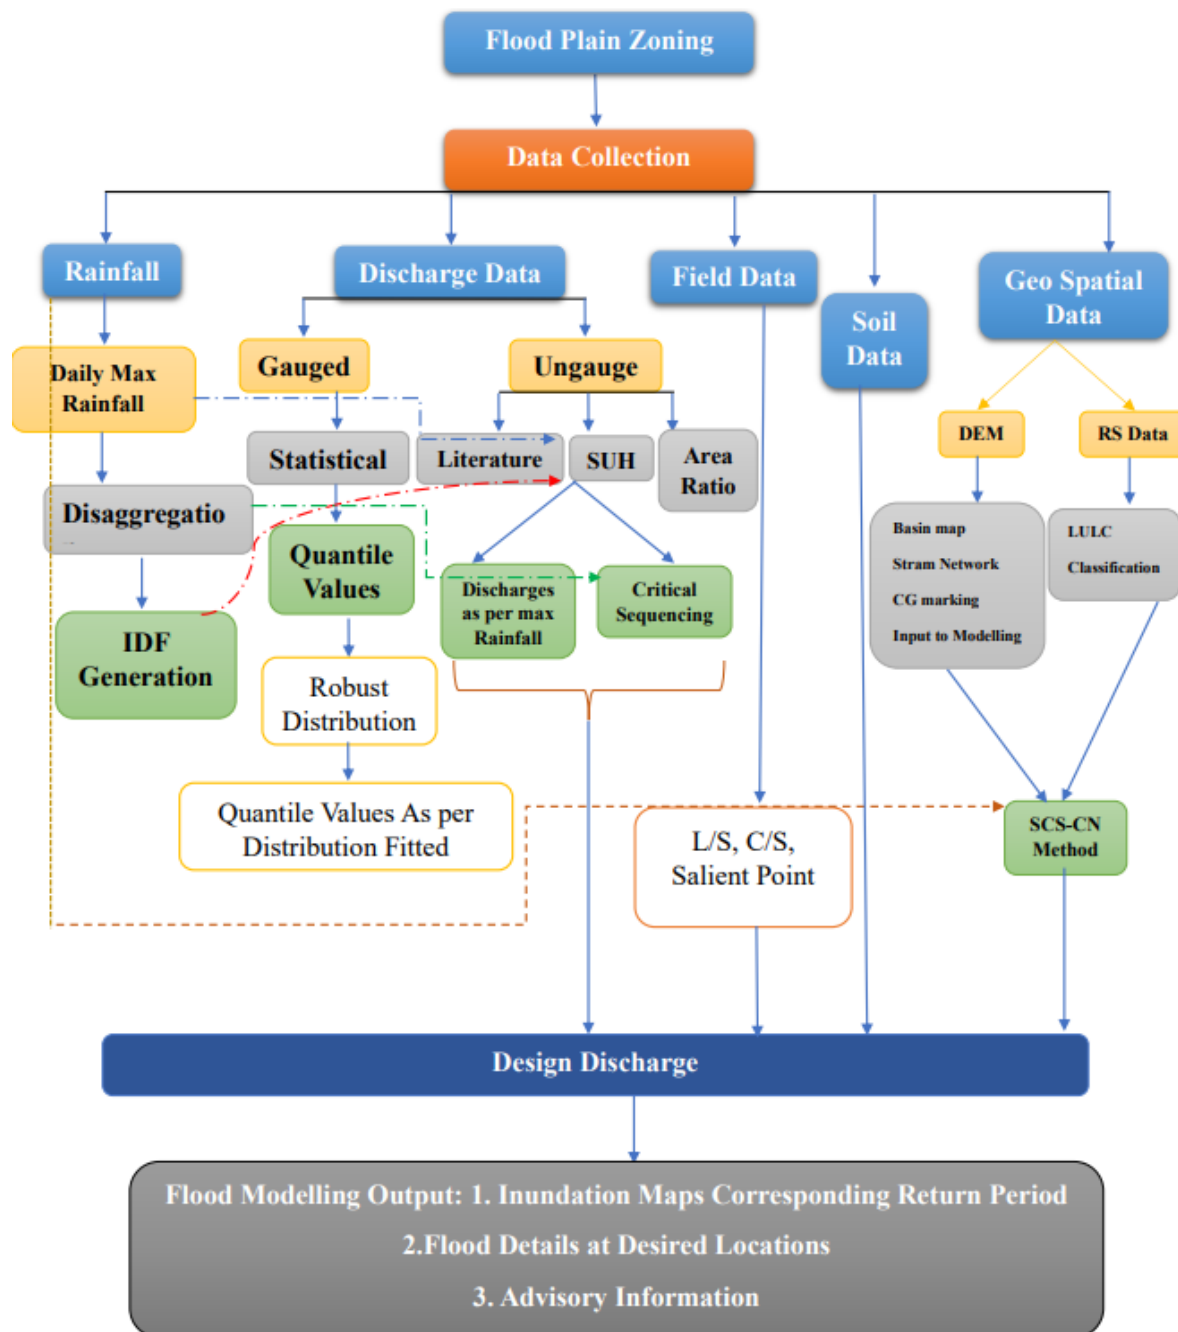 Flood Plain Zoning
Data Collection
Rainfall
Discharge Data
Field Data
Soil
Data
Geo Spatial
Data
Daily Max
Rainfall
Gauged
Ungauge
DEM
RS Data
Statistical
Literature
SUH
Area
Ratio
Disaggregatio
Basin map
Stram Network
CG marking
Input to Modelling
LULC
Classification
Quantile
Values
Discharges
as per max
Rainfall
Critical
Sequencing
IDF
Generation
Robust
Distribution
Quantile Values As per
Distribution Fitted
L/S, C/S,
Salient Point
SCS-CN
Method
Design Discharge
Flood Modelling Output: 1. Inundation Maps Corresponding Return Period
2.Flood Details at Desired Locations
3. Advisory Information